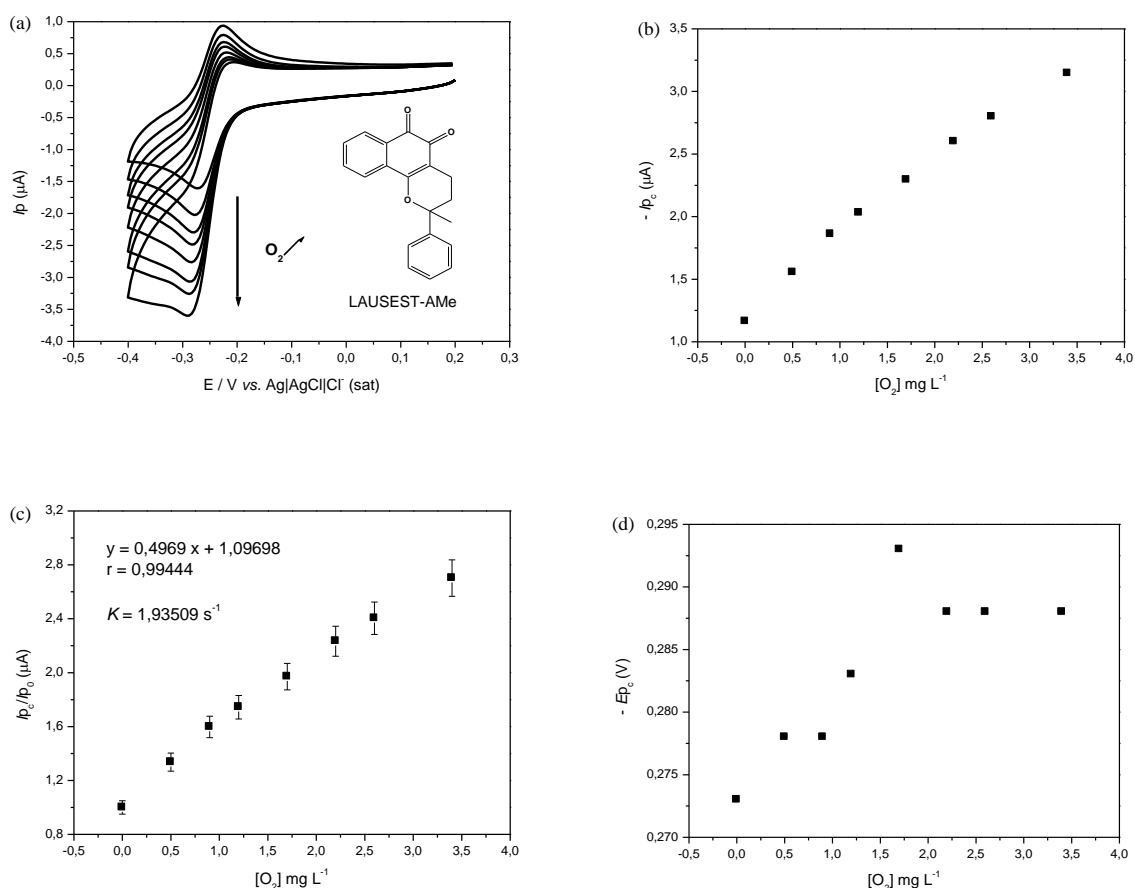 (a)
1,0
0,5
0,0
-0,5
-1,0
-1,5
-2,0
-2,5
-3,0
-3,5
-4,0
Ip (µA)
O
O
O
O₂
LAUSEST-AMe
-0,5 -0,4 -0,3 -0,2 -0,1 0,0 0,1 0,2 0,3
E / V vs. Ag|AgCl|Cl⁻ (sat)
(b)
3,5
3,0
2,5
2,0
1,5
1,0
- Ip_c (µA)
-0,5 0,0 0,5 1,0 1,5 2,0 2,5 3,0 3,5 4,0
[O₂] mg L⁻¹
(c)
3,2
2,8
2,4
2,0
1,6
1,2
0,8
Ip_c/Ip₀ (µA)
y = 0,4969 x + 1,09698
r = 0,99444
K = 1,93509 s⁻¹
-0,5 0,0 0,5 1,0 1,5 2,0 2,5 3,0 3,5 4,0
[O₂] mg L⁻¹
(d)
0,295
0,290
0,285
0,280
0,275
0,270
- Ep_c (V)
-0,5 0,0 0,5 1,0 1,5 2,0 2,5 3,0 3,5 4,0
[O₂] mg L⁻¹